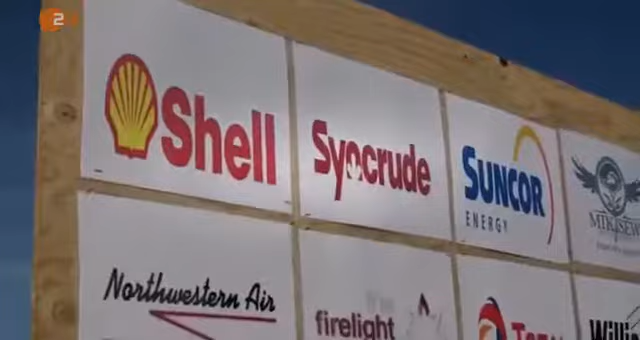 2
Shell
Syncrude
SUNCOR
ENERGY
Northwestern Air
firelight